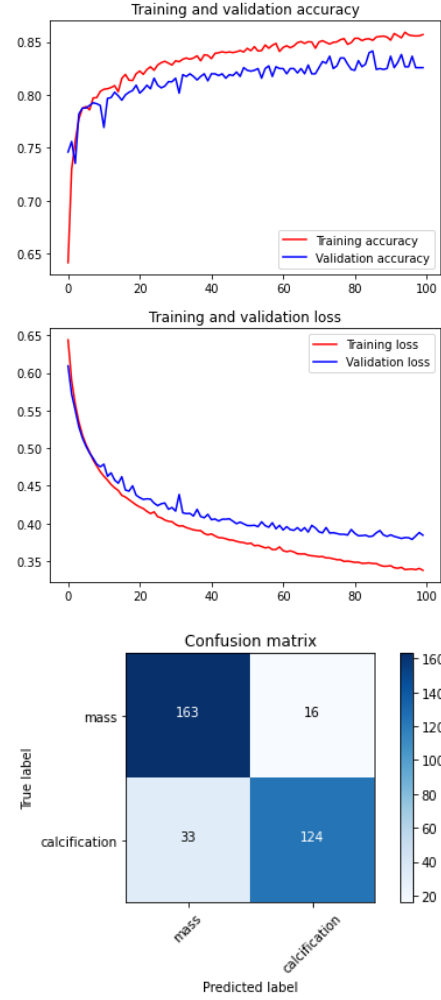 Training and validation accuracy
0.85
0.80
0.75
0.70
0.65
Training accuracy
Validation accuracy
0 20 40 60 80 100
Training and validation loss
0.65
0.60
0.55
0.50
0.45
0.40
0.35
Training loss
Validation loss
0 20 40 60 80 100
Confusion matrix
True label
mass
calcification
163 16
33 124
160
140
120
100
80
60
40
20
mass calcification
Predicted label